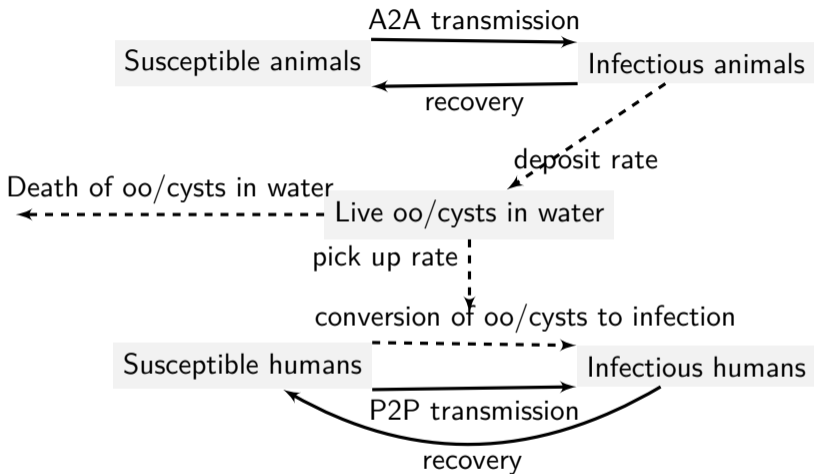 A2A transmission
Susceptible animals
Infectious animals
recovery
deposit rate
Death of oo/cysts in water
Live oo/cysts in water
pick up rate
conversion of oo/cysts to infection
Susceptible humans
Infectious humans
P2P transmission
recovery